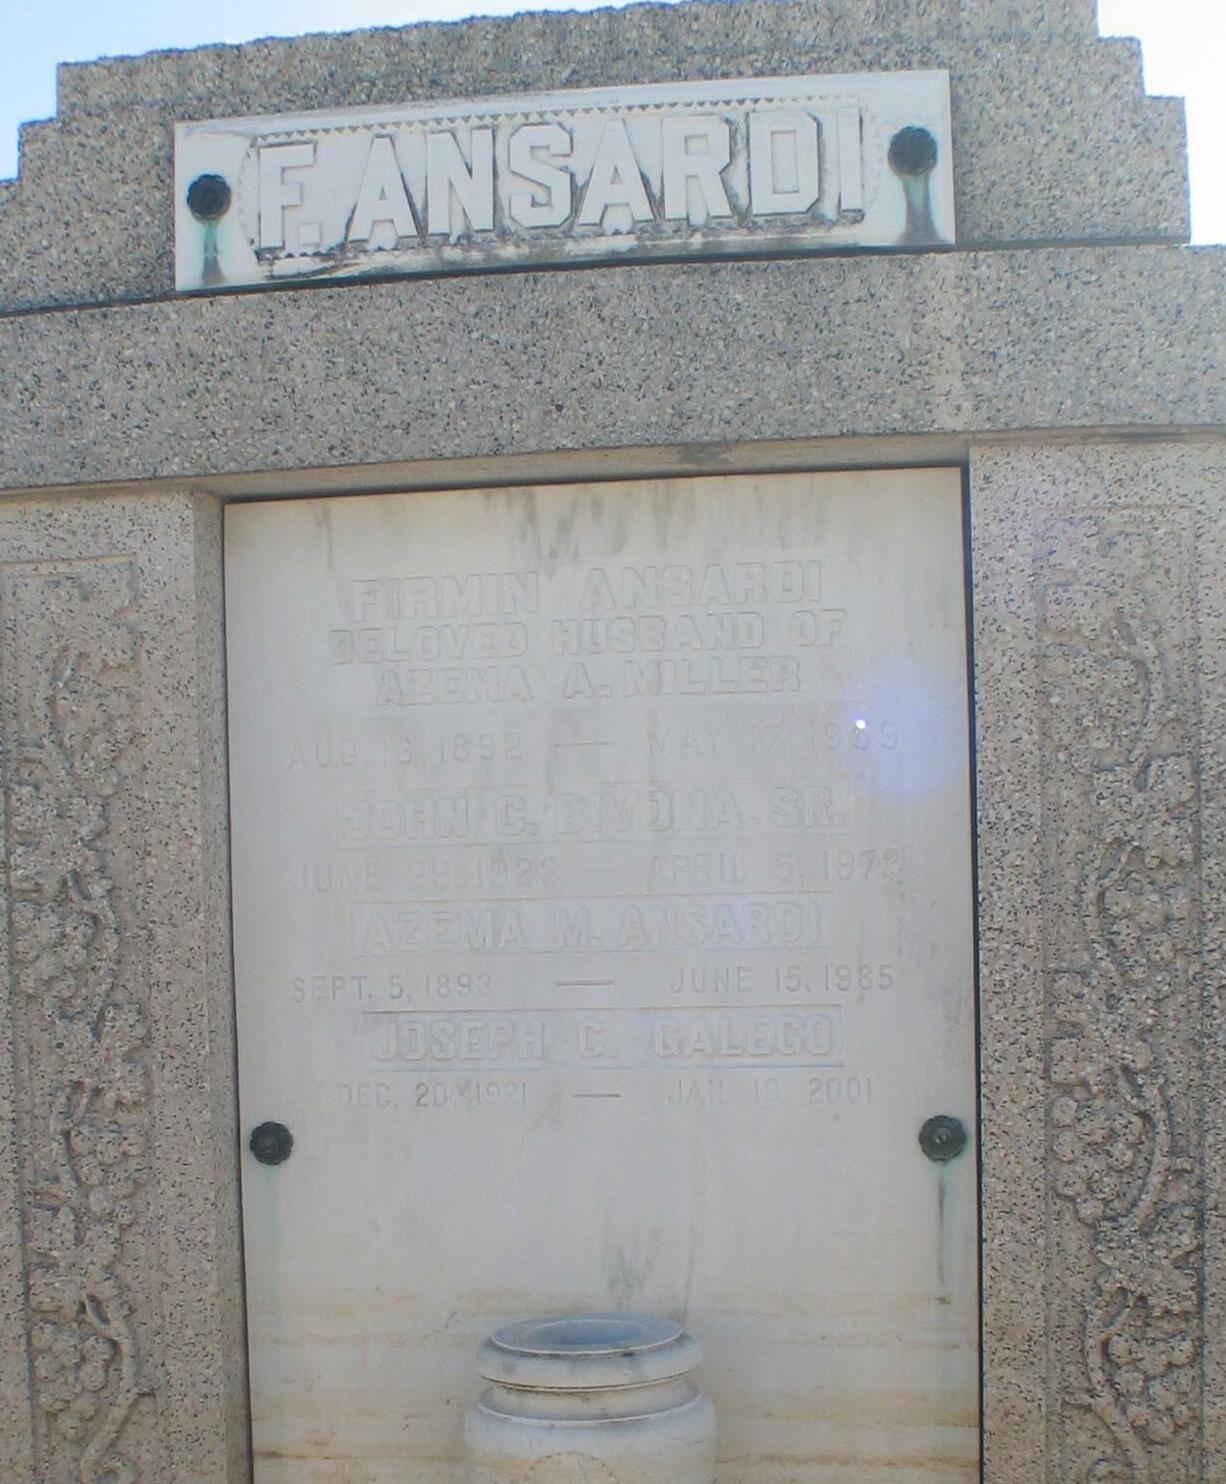 F. ANSARDI
FIRMIN ANSARDI
BELOVED HUSBAND OF
AZEMA A. MILLER
AUG. 16, 1892 — MAY 17, 19
JOHN C. DIVONA. SR.
JUNE 29, 1923 — APRIL 5, 1972
AZEMA M. ANSARDI
SEPT. 5, 1893 — JUNE 15, 1985
JOSEPH C. GALEGO
DEC. 20, 1921 — JAN 2001